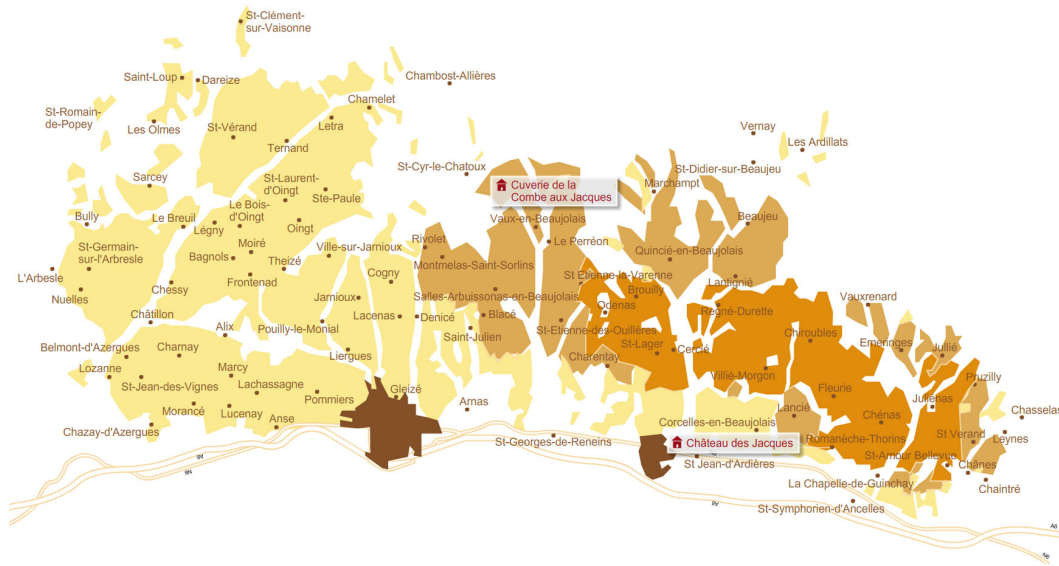 St-Clément-
sur-Vaisonne
Saint-Loup
Dareize
Chambost-Allières
Chamelet
St-Romain-
de-Popey
Les Olmes
St-Vérand
Letra
Ternand
Vernay
Les Ardillats
St-Cyr-le-Chatoux
St-Didier-sur-Beaujeu
Sarcey
St-Laurent-
d'Oingt
Ste-Paule
Cuverie de la
Combe aux Jacques
Marchampt
Bully
Le Breuil
Le Bois-
d'Oingt
Légny
Oingt
Vaux-en-Beaujolais
Beaujeu
St-Germain-
sur-l'Arbresle
Moiré
Ville-sur-Jarnioux
Rivolet
Le Perréon
Quincié-en-Beaujolais
Bagnols
Theizé
Montmelas-Saint-Sorlins
L'Arbesle
Frontenad
Cogny
St Etienne-la-Varenne
Lantignié
Nuelles
Chessy
Jarnioux
Salles-Arbuissonas-en-Beaujolais
Brouilly
Vauxrenard
Châtillon
Lacenas
Denicé
Blacé
Odenas
Regné-Durette
Alix
Pouilly-le-Monial
Saint-Julien
St-Etienne-des-Ouillères
Chiroubles
Emeringes
Belmont-d'Azergues
Charnay
Liergues
Charentay
St-Lager
Cercié
Jullié
Lozanne
St-Jean-des-Vignes
Marcy
Lachassagne
Villié-Morgon
Pruzilly
Morancé
Lucenay
Pommiers
Gleizé
Fleurie
Juliénas
Chazay-d'Azergues
Anse
Arnas
Corcelles-en-Beaujolais
Lancié
Chénas
Chasselas
St-Georges-de-Reneins
Château des Jacques
Romanèche-Thorins
St Verand
Leynes
St Jean-d'Ardières
St-Amour Bellevue
Chânes
La Chapelle-de-Guinchay
Chaintré
St-Symphorien-d'Ancelles
A6
N6